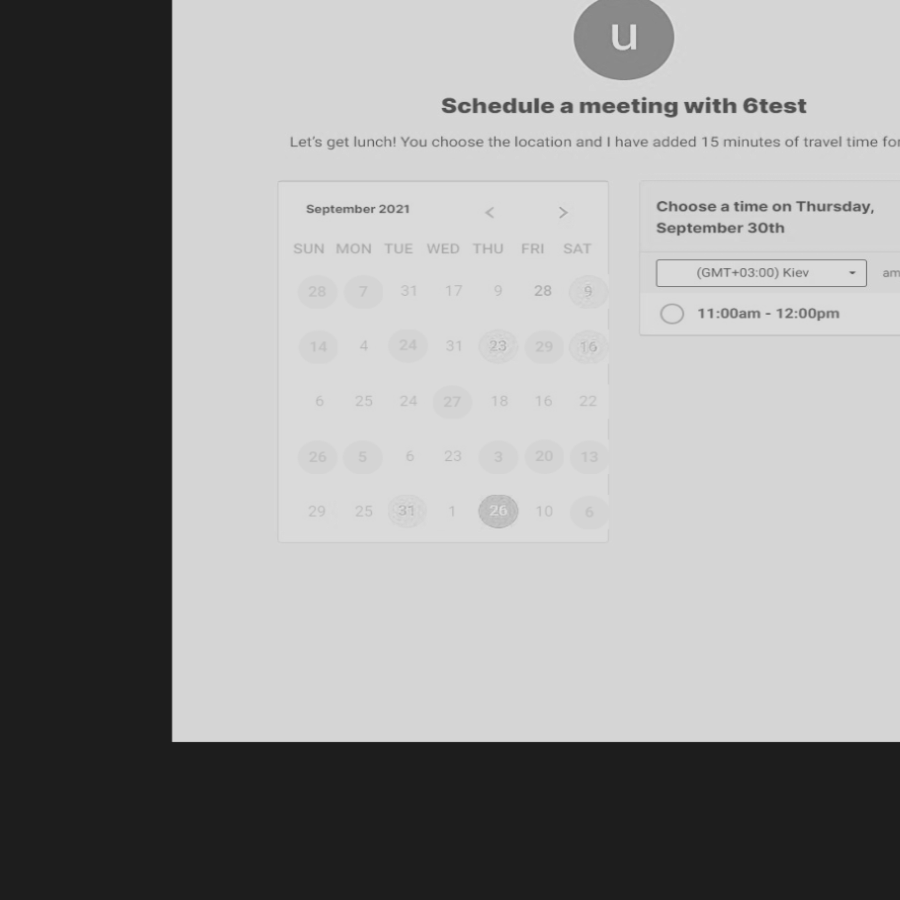 u
Schedule a meeting with 6test
Let's get lunch! You choose the location and I have added 15 minutes of travel time for
September 2021 < >
SUN MON TUE WED THU FRI SAT
28 7 31 17 9 28 9
14 4 24 31 23 29 16
6 25 24 27 18 16 22
26 5 6 23 3 20 13
29 25 31 1 26 10 6
Choose a time on Thursday,
September 30th
(GMT+03:00) Kiev am
11:00am - 12:00pm